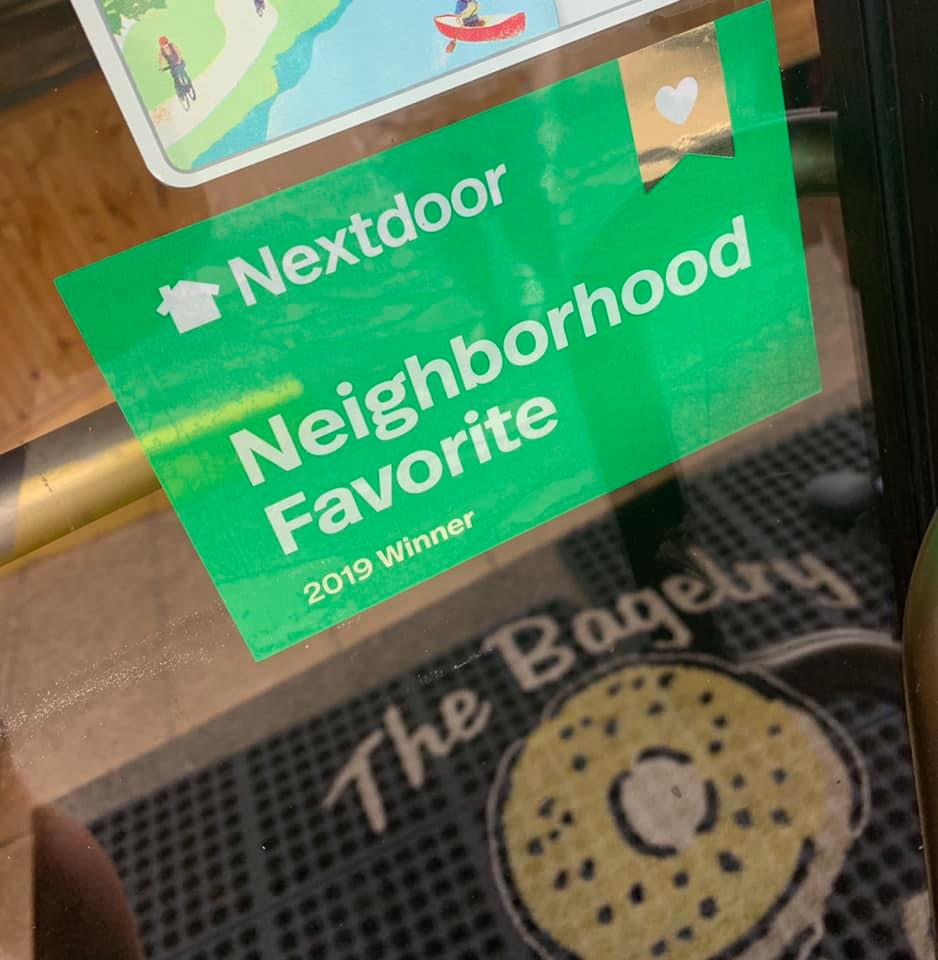 Nextdoor
Neighborhood
Favorite
2019 Winner
The Bagelry